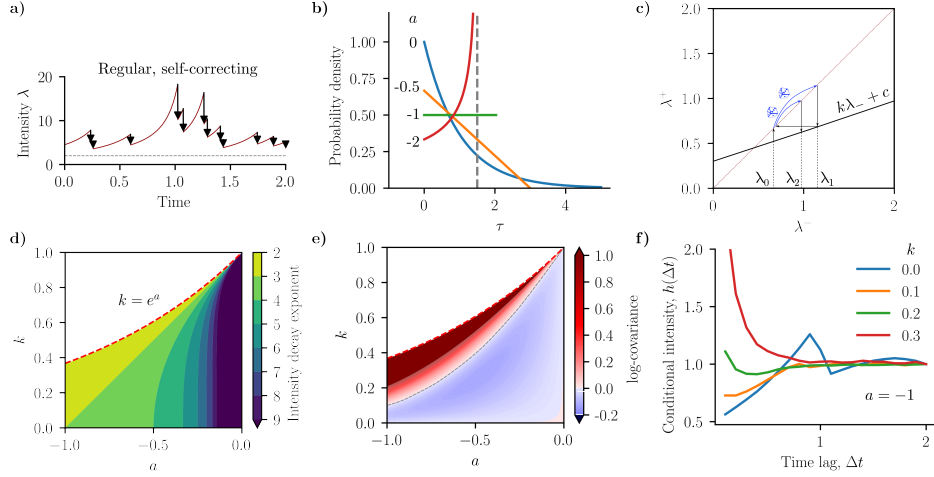 a)
Regular, self-correcting
Intensity λ
30
20
10
0
0.0
0.5
1.0
1.5
2.0
Time
b)
a
0
-0.5
-1
-2
Probability density
1.00
0.75
0.50
0.25
0.00
0
2
4
τ
c)
λ+
2.0
1.5
1.0
0.5
0.0
kλ_ + c
λ0
λ2
λ1
0
1
2
λ−
d)
k
1.0
0.8
0.6
0.4
0.2
0.0
k = e^a
−1.0
−0.5
0.0
a
2
3
4
5
6
7
8
9
Intensity decay exponent
e)
k
1.0
0.8
0.6
0.4
0.2
0.0
−1.0
−0.5
0.0
a
1.0
0.8
0.6
0.4
0.2
0.0
-0.2
log-covariance
f)
Conditional intensity, h(Δt)
2.0
1.5
1.0
0.5
k
0.0
0.1
0.2
0.3
a = −1
1
2
Time lag, Δt